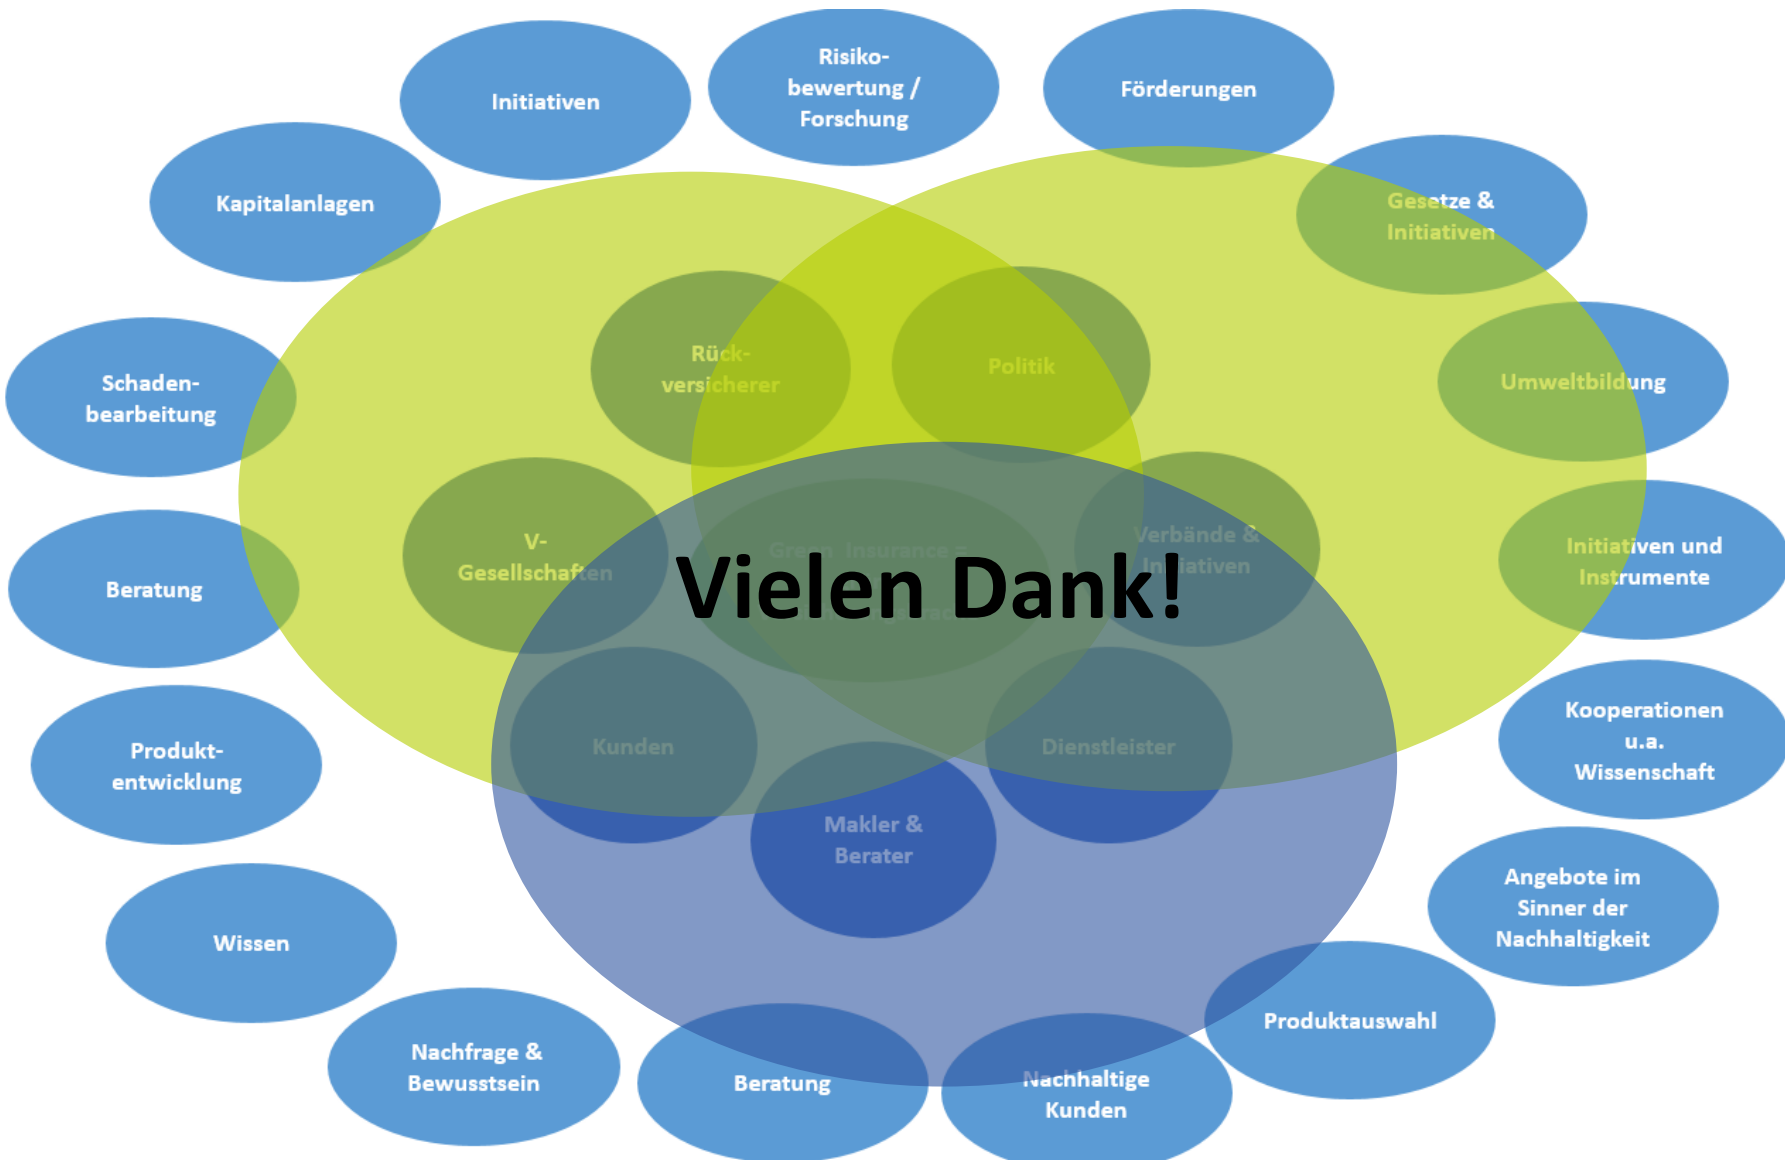 Risiko-
bewertung /
Forschung
Initiativen
Förderungen
Kapitalanlagen
Gesetze &
Initiativen
Rück-
versicherer
Politik
Schaden-
bearbeitung
Umweltbildung
V-
Gesellschaften
Green Insurance =
Verbände &
Initiativen
Initiativen und
Instrumente
Vielen Dank!
Beratung
Kunden
Dienstleister
Kooperationen
u.a.
Wissenschaft
Produkt-
entwicklung
Makler &
Berater
Angebote im
Sinner der
Nachhaltigkeit
Wissen
Produktauswahl
Nachfrage &
Bewusstsein
Beratung
Nachhaltige
Kunden